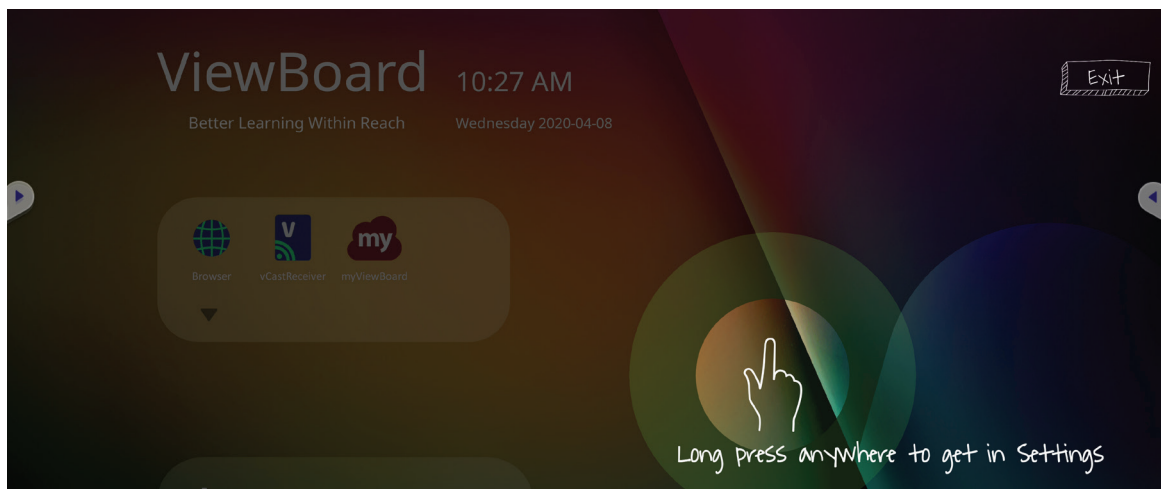 ViewBoard
10:27 AM
Exit
Better Learning Within Reach
Wednesday 2020-04-08
V
my
Browser
vCastReceiver
myViewBoard
Long press anywhere to get in Settings